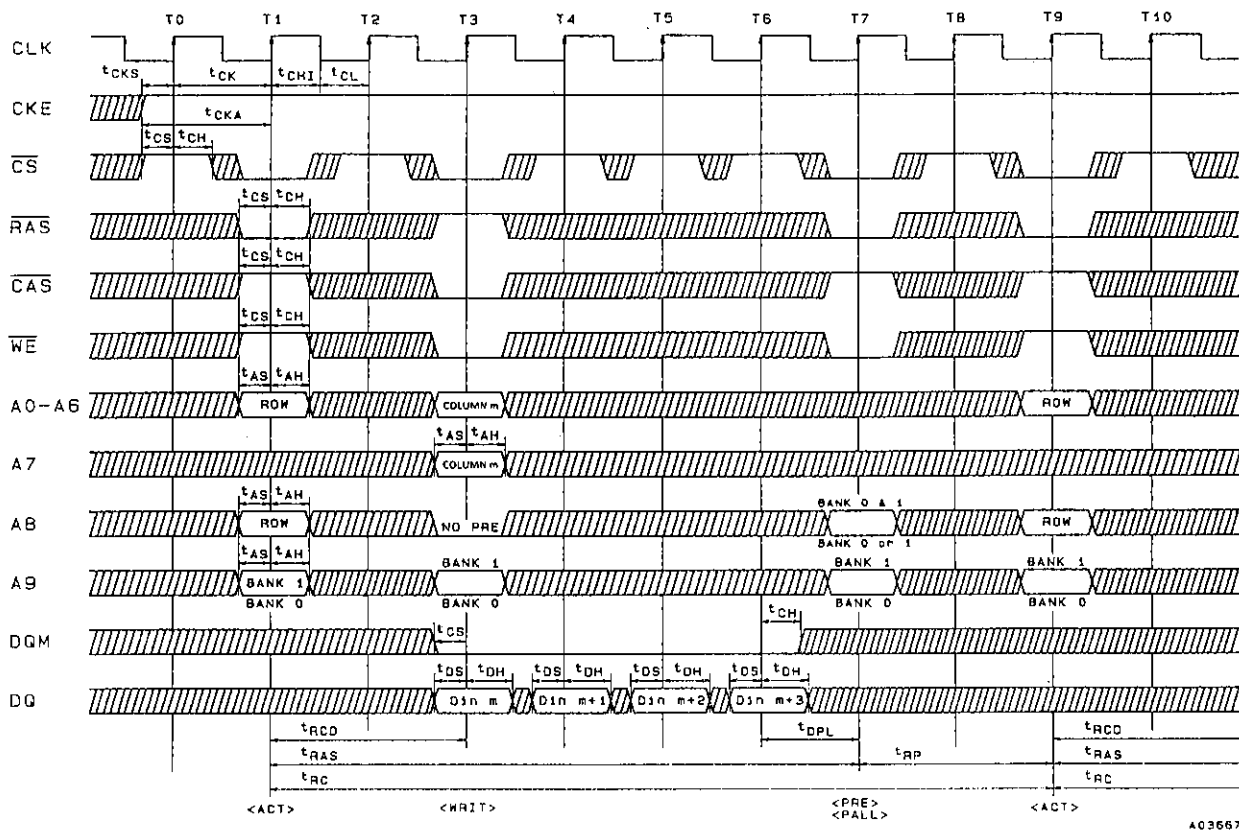 T0 T1 T2 T3 Y4 T5 T6 T7 T8 T9 T10
CLK
tCKS tCK tCHI tCL
CKE
tCKA
tCS tCH
CS
tCS tCH
RAS
tCS tCH
CAS
tCS tCH
WE
tAS tAH
A0-A6 ROW COLUMN m ROW
tAS tAH
A7 COLUMN m
tAS tAH BANK 0 & 1
A8 ROW NO PRE ROW
BANK 0 or 1
tAS tAH BANK 1 BANK 1 BANK 1
A9 BANK 1
BANK 0 BANK 0 BANK 0 BANK 0
tCH
DQM tCS
tDS tDH tDS tDH tDS tDH tDS tDH
DQ Din m Din m+1 Din m+2 Din m+3
tRCD tDPL tRCD
tRAS tRP tRAS
tRC tRC
<ACT> <WRIT> <PRE> <ACT>
<PALL>
A03667